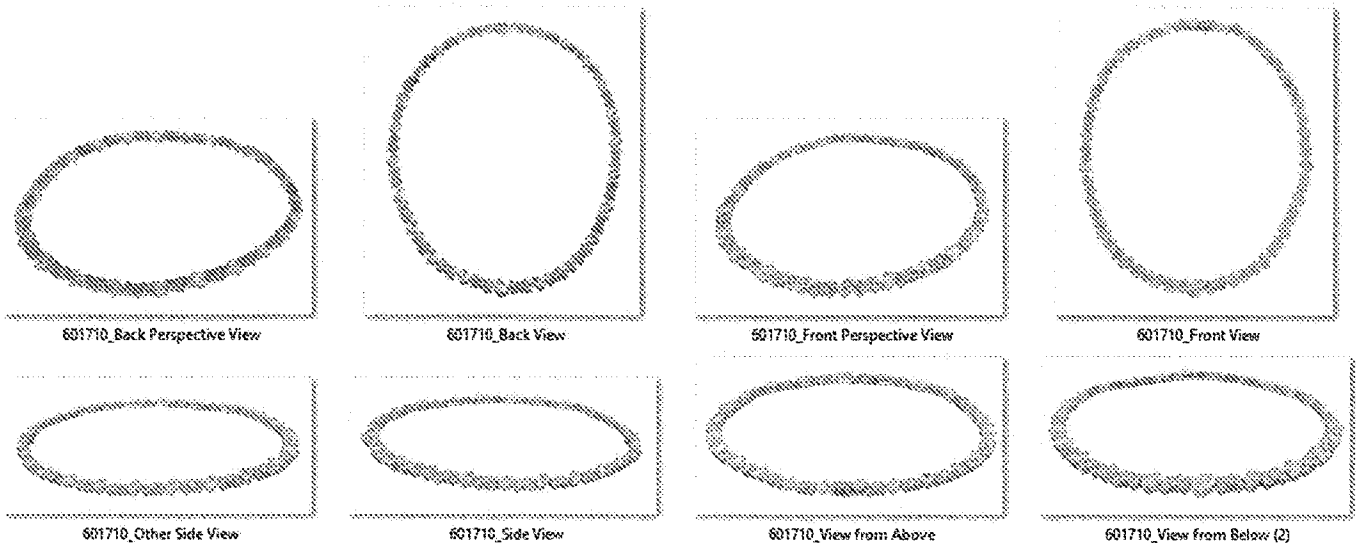 601710_Back Perspective View
601710_Back View
601710_Front Perspective View
601710_Front View
601710_Other Side View
601710_Side View
601710_View from Above
601710_View from Below (2)